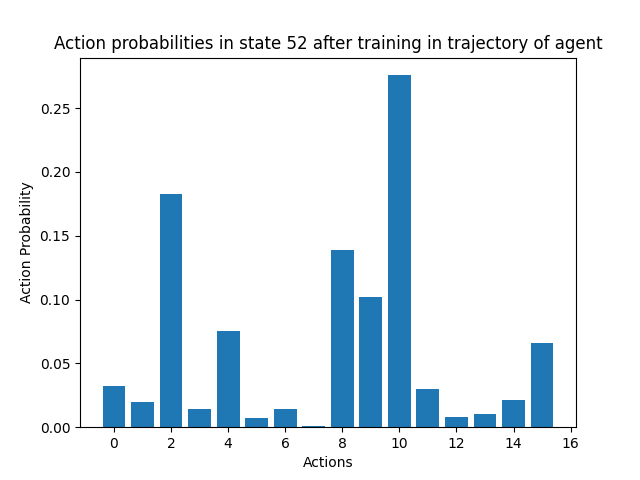 Action probabilities in state 52 after training in trajectory of agent
0.25
0.20
0.15
0.10
0.05
0.00
Action Probability
0 2 4 6 8 10 12 14 16
Actions